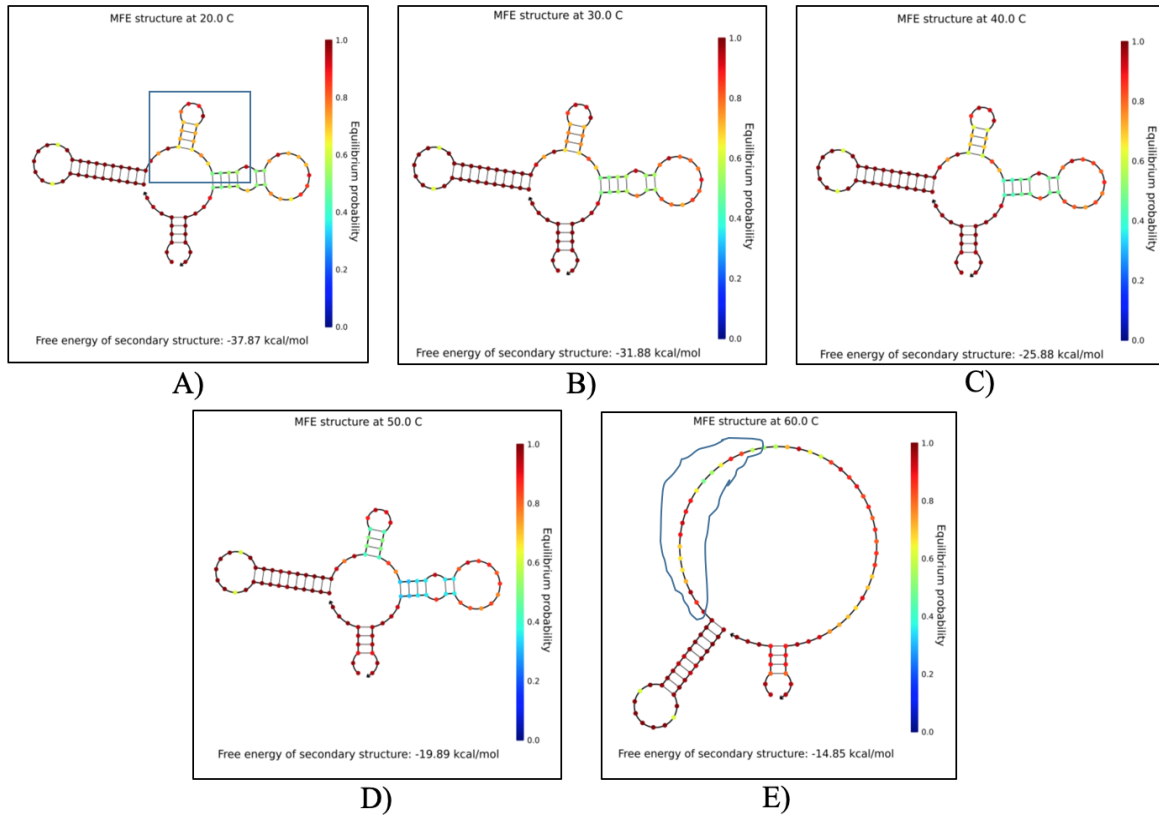 MFE structure at 20.0 C
1.0
0.8
0.6
0.4
0.2
0.0
Equilibrium probability
Free energy of secondary structure: -37.87 kcal/mol
A)
MFE structure at 30.0 C
1.0
0.8
0.6
0.4
0.2
0.0
Equilibrium probability
Free energy of secondary structure: -31.88 kcal/mol
B)
MFE structure at 40.0 C
1.0
0.8
0.6
0.4
0.2
0.0
Equilibrium probability
Free energy of secondary structure: -25.88 kcal/mol
C)
MFE structure at 50.0 C
1.0
0.8
0.6
0.4
0.2
0.0
Equilibrium probability
Free energy of secondary structure: -19.89 kcal/mol
D)
MFE structure at 60.0 C
1.0
0.8
0.6
0.4
0.2
0.0
Equilibrium probability
Free energy of secondary structure: -14.85 kcal/mol
E)